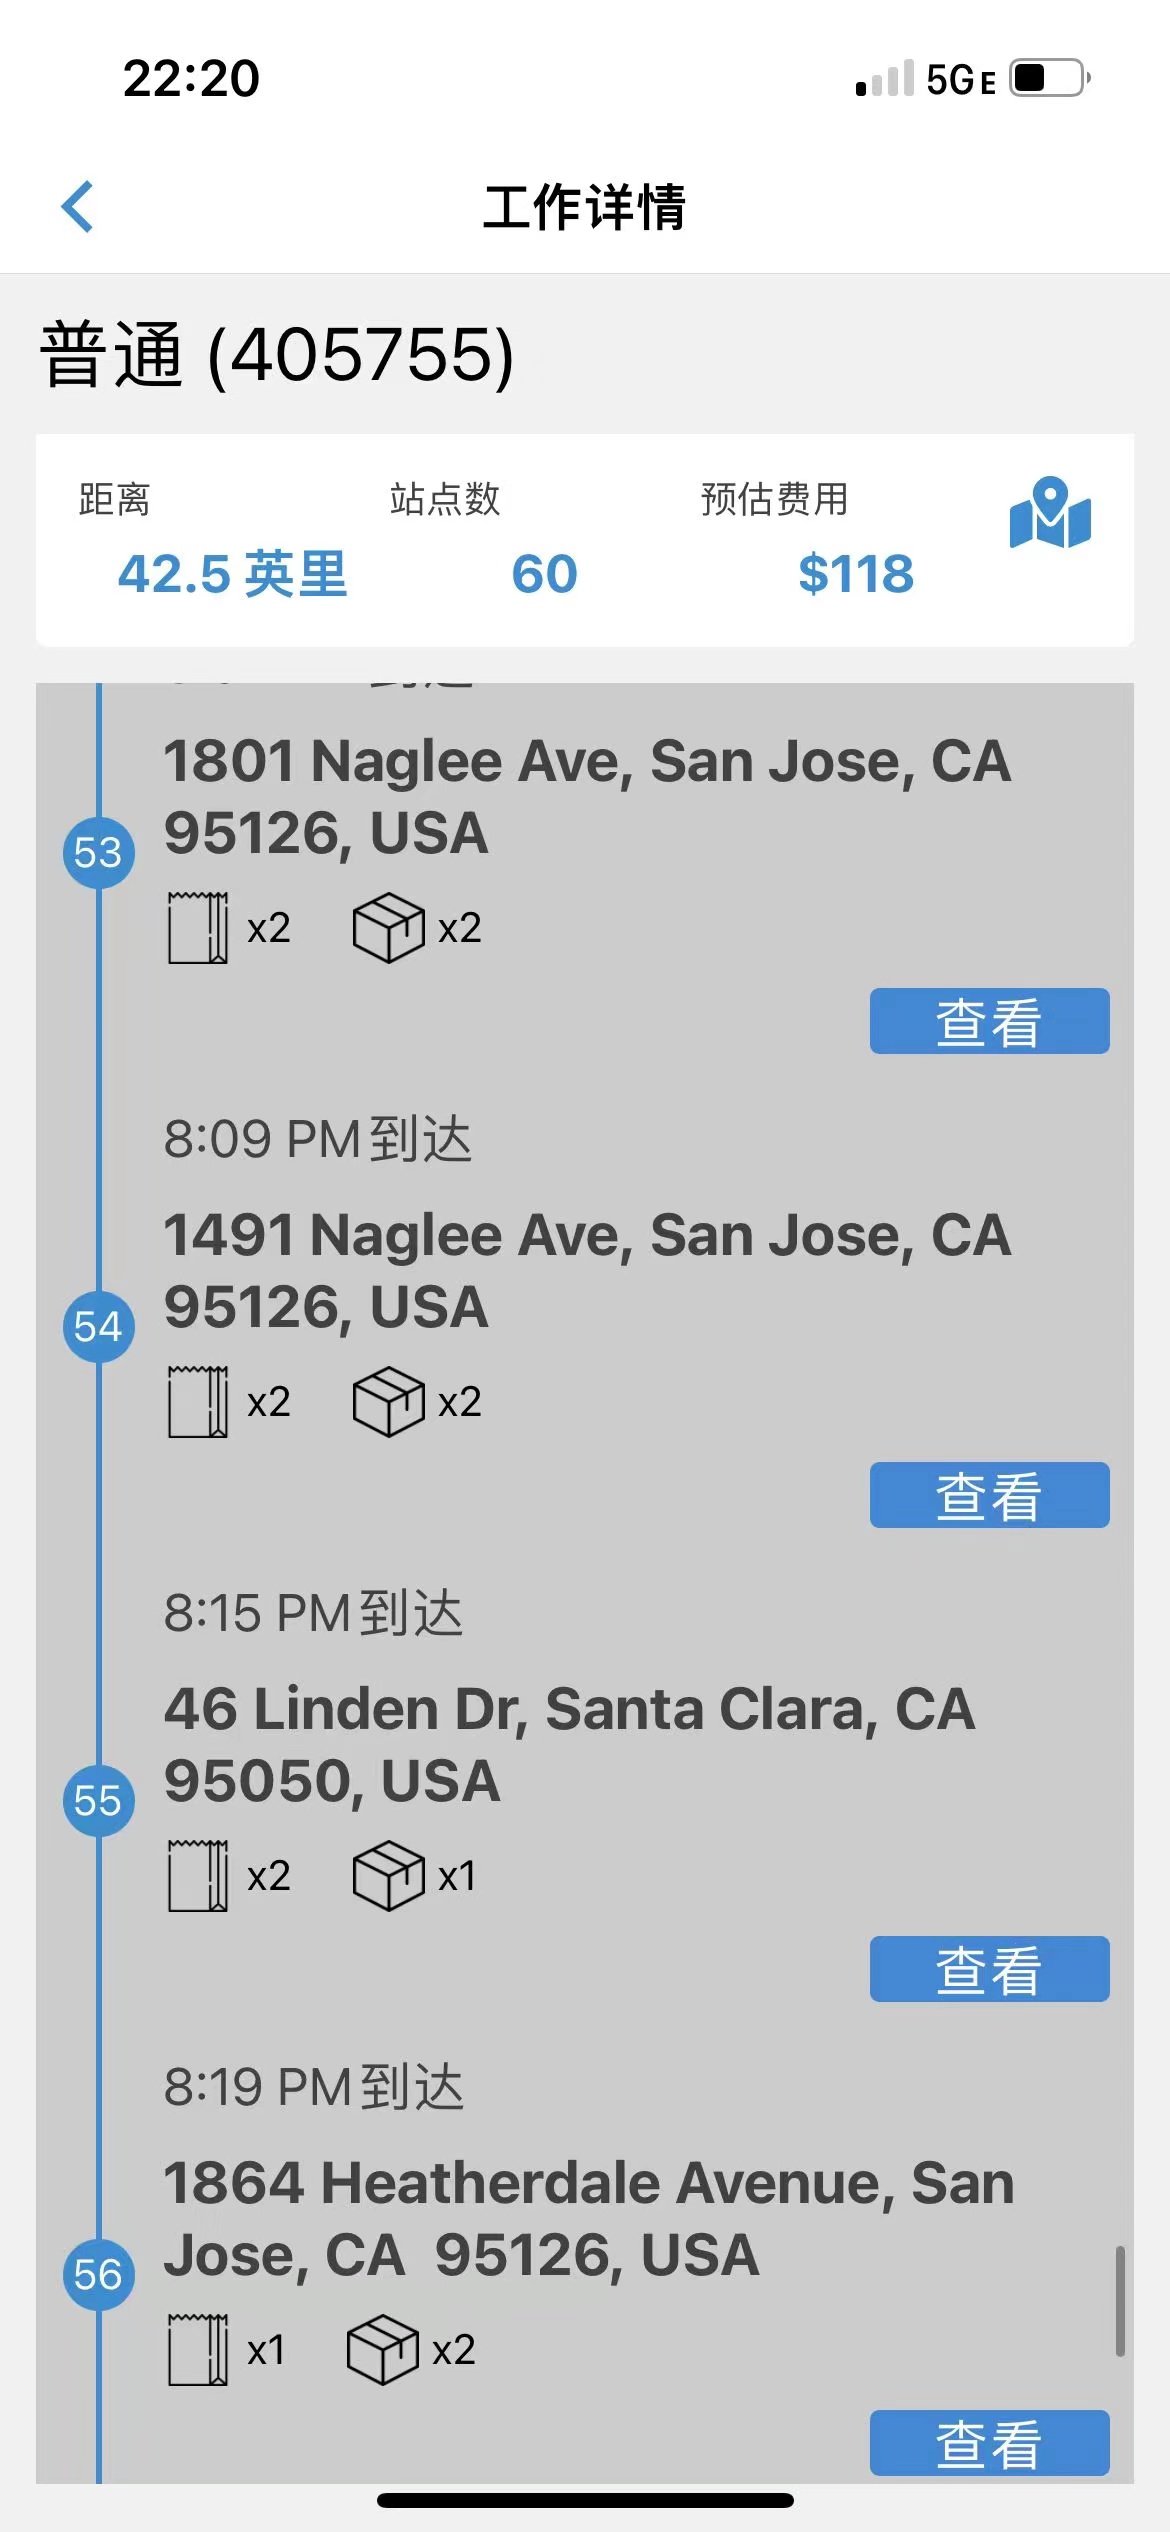 22:20
5GE
工作详情
普通 (405755)
距离 站点数 预估费用
42.5 英里 60 $118
1801 Naglee Ave, San Jose, CA
95126, USA
53
x2 x2
查看
8:09 PM到达
1491 Naglee Ave, San Jose, CA
95126, USA
54
x2 x2
查看
8:15 PM到达
46 Linden Dr, Santa Clara, CA
95050, USA
55
x2 x1
查看
8:19 PM到达
1864 Heatherdale Avenue, San
Jose, CA  95126, USA
56
x1 x2
查看